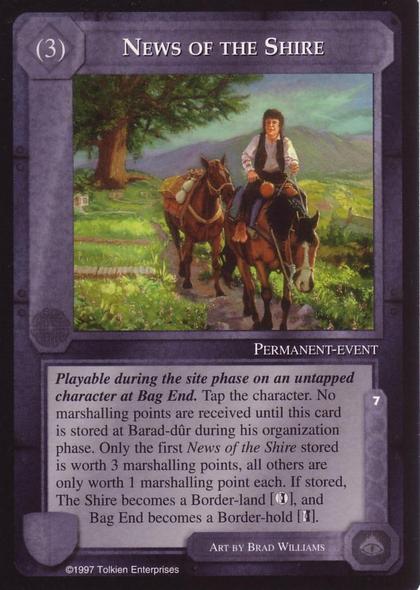 (3)
NEWS OF THE SHIRE
PERMANENT-EVENT
Playable during the site phase on an untapped
character at Bag End. Tap the character. No
marshalling points are received until this card
is stored at Barad-dûr during his organization
phase. Only the first News of the Shire stored
is worth 3 marshalling points, all others are
only worth 1 marshalling point each. If stored,
The Shire becomes a Border-land [], and
Bag End becomes a Border-hold [].
7
ART BY BRAD WILLIAMS
©1997 Tolkien Enterprises